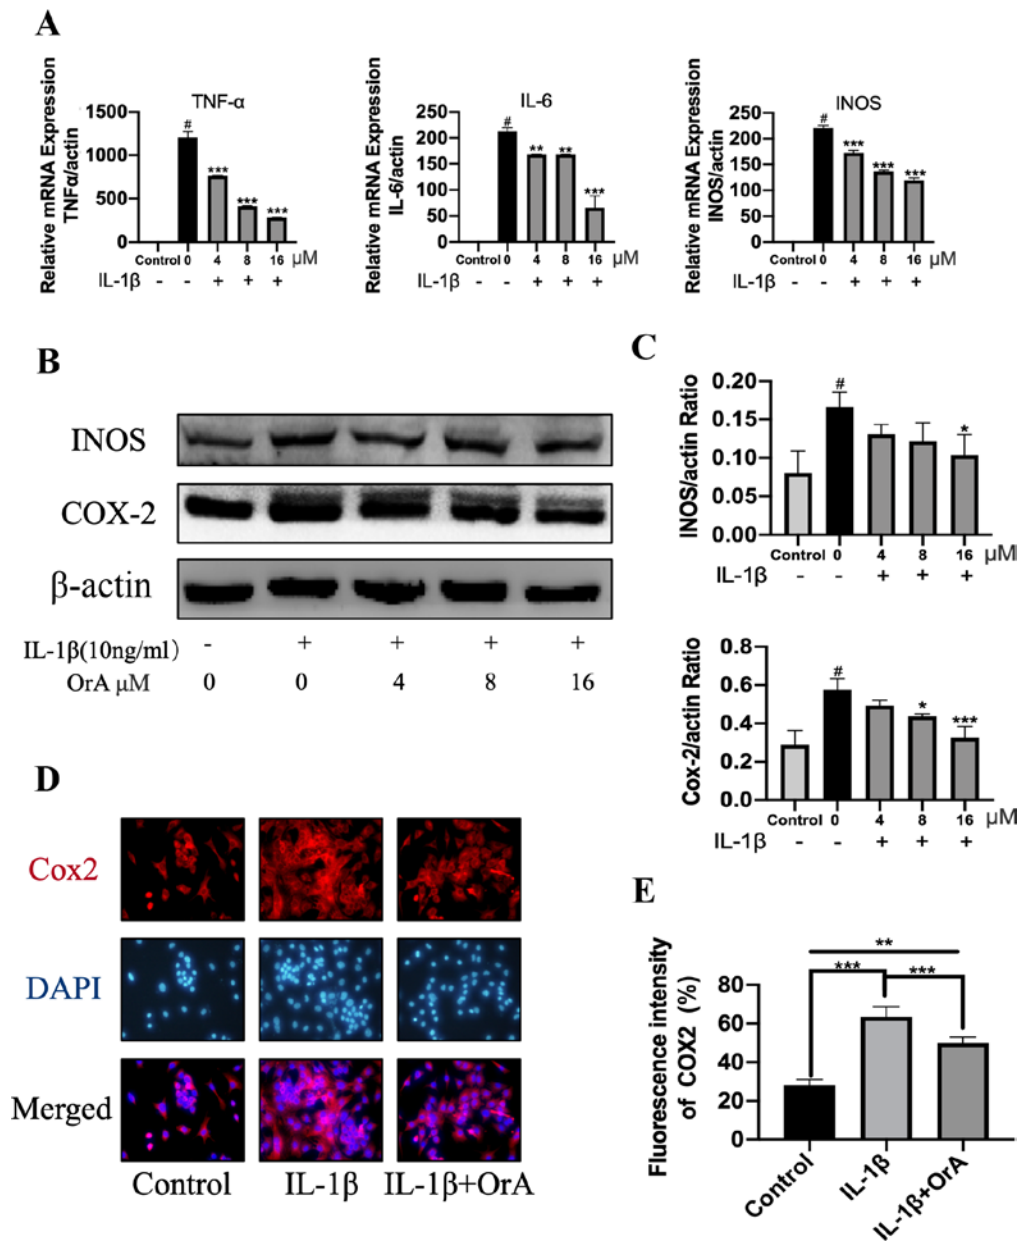 A
TNF-α
Relative mRNA Expression
TNFα/actin
1500
1000
500
0
#
***
***
***
Control 0 4 8 16 μM
IL-1β - - + + +
IL-6
Relative mRNA Expression
IL-6/actin
250
200
150
100
50
0
#
**
**
***
Control 0 4 8 16 μM
IL-1β - - + + +
INOS
Relative mRNA Expression
INOS/actin
250
200
150
100
50
0
#
***
***
***
Control 0 4 8 16 μM
IL-1β - - + + +
B
INOS
COX-2
β-actin
IL-1β(10ng/ml) - + + + +
OrA μM 0 0 4 8 16
C
INOS/actin Ratio
0.20
0.15
0.10
0.05
0.00
#
*
Control 0 4 8 16 μM
IL-1β - - + + +
Cox-2/actin Ratio
0.8
0.6
0.4
0.2
0.0
#
*
***
Control 0 4 8 16 μM
IL-1β - - + + +
D
Cox2
DAPI
Merged
Control IL-1β IL-1β+OrA
E
Fluorescence intensity
of COX2 (%)
80
60
40
20
0
**
***
***
Control
IL-1β
IL-1β+OrA